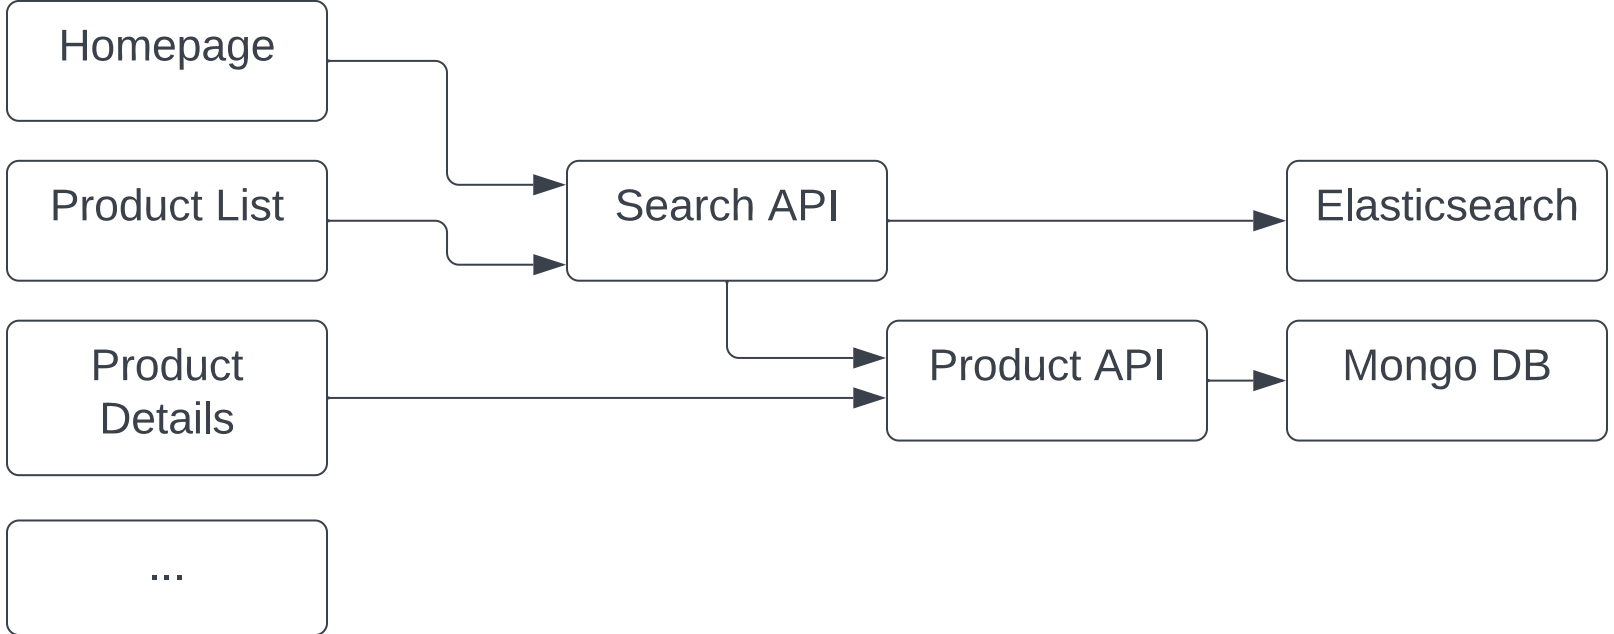 Homepage
Product List
Search API
Elasticsearch
Product
Details
Product API
Mongo DB
...